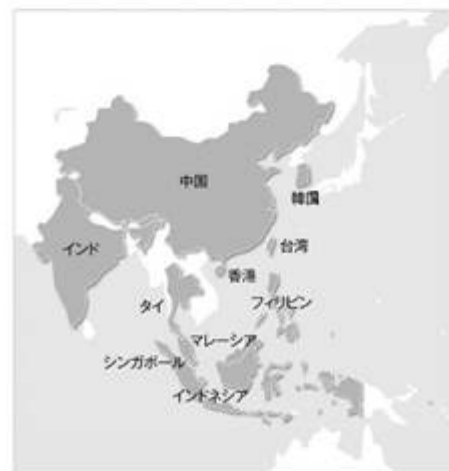 中国
韓国
インド
台湾
香港
タイ
フィリピン
マレーシア
シンガポール
インドネシア